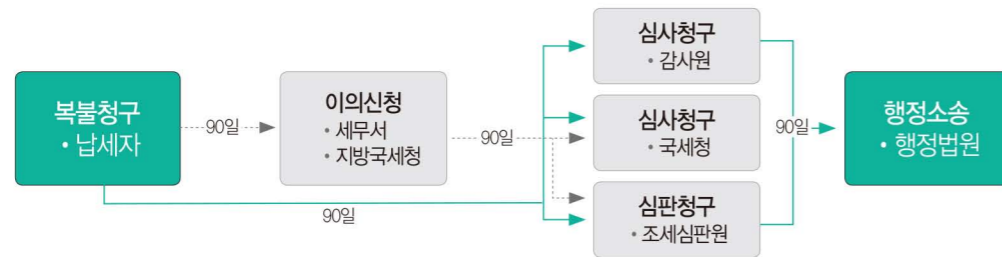 복불청구
• 납세자
90일
이의신청
• 세무서
• 지방국세청
90일
90일
심사청구
• 감사원
심사청구
• 국세청
심판청구
• 조세심판원
90일
행정소송
• 행정법원